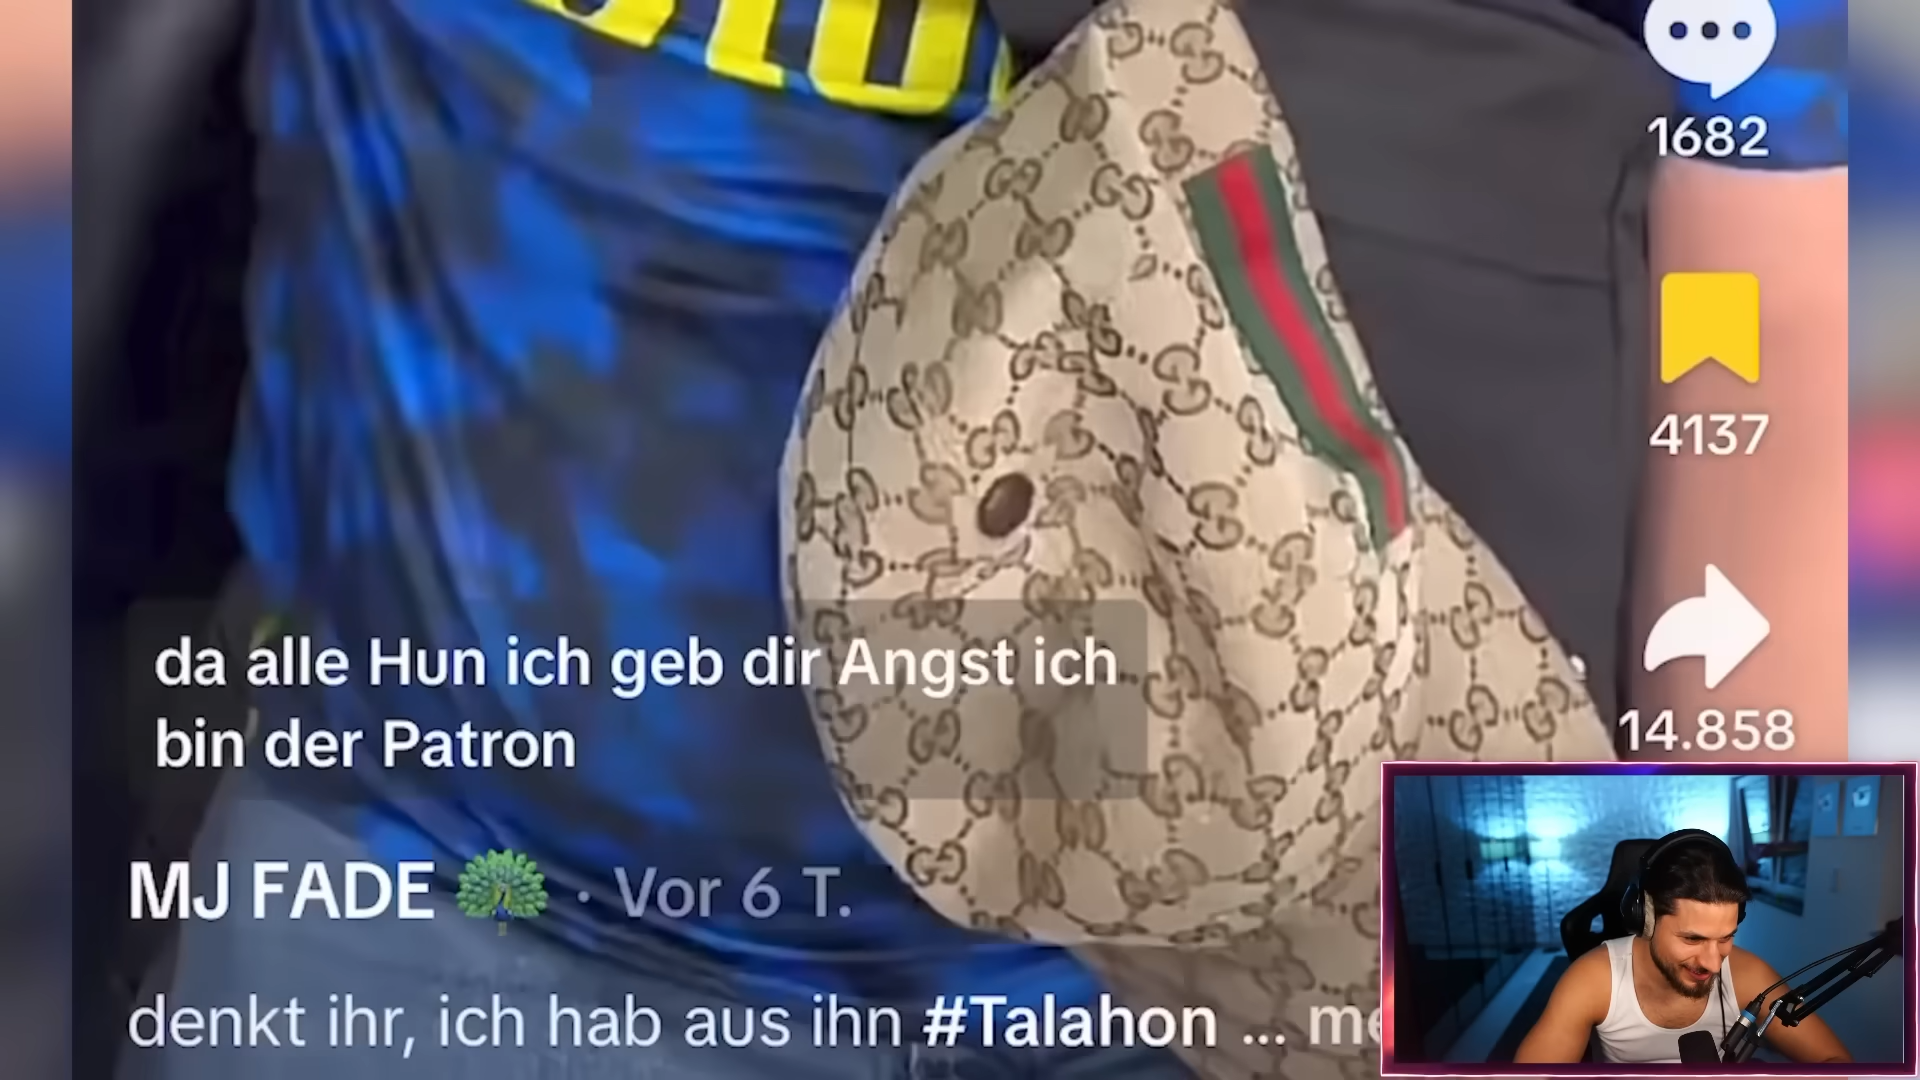 1682
4137
14.858
da alle Hun ich geb dir Angst ich
bin der Patron
MJ FADE 🦚 · Vor 6 T.
denkt ihr, ich hab aus ihn #Talahon ...